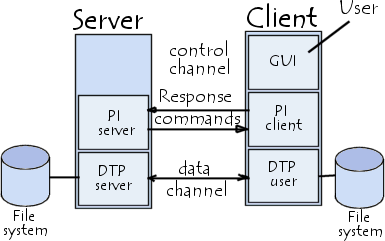 Server
Client
User
control
channel
GUI
Response
commands
PI
server
PI
client
DTP
server
data
channel
DTP
user
File
system
File
system